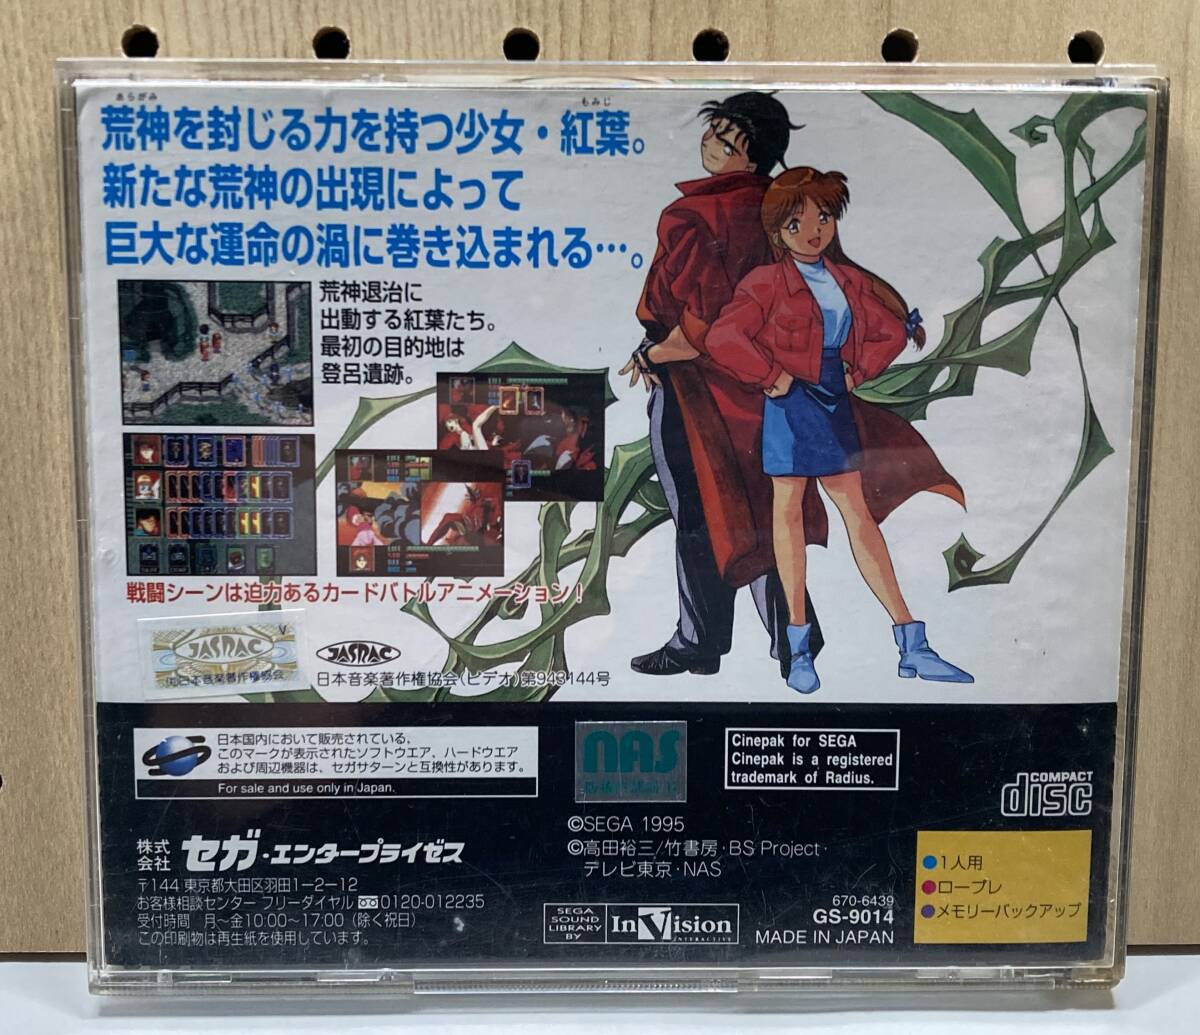 あらがみ もみじ
荒神を封じる力を持つ少女・紅葉。
新たな荒神の出現によって
巨大な運命の渦に巻き込まれる…。
荒神退治に
出動する紅葉たち。
最初の目的地は
登呂遺跡。
戦闘シーンは迫力あるカードバトルアニメーション!
JASRAC
日本音楽著作権協会
JASRAC
日本音楽著作権協会(ビデオ)第943144号
日本国内において販売されている、
このマークが表示されたソフトウエア、ハードウエア
および周辺機器は、セガサターンと互換性があります。
For sale and use only in Japan.
nas
Cinepak for SEGA
Cinepak is a registered
trademark of Radius.
COMPACT
disc
株式会社 セガ・エンタープライゼス
〒144 東京都大田区羽田1-2-12
お客様相談センター フリーダイヤル 0120-012235
受付時間 月~金10:00~17:00(除く祝日)
この印刷物は再生紙を使用しています。
©SEGA 1995
©高田裕三/竹書房・BS Project・
テレビ東京・NAS
SEGA
SOUND
LIBRARY
BY
InVision
INTERACTIVE
670-6439
GS-9014
MADE IN JAPAN
●1人用
●ロープレ
●メモリーバックアップ